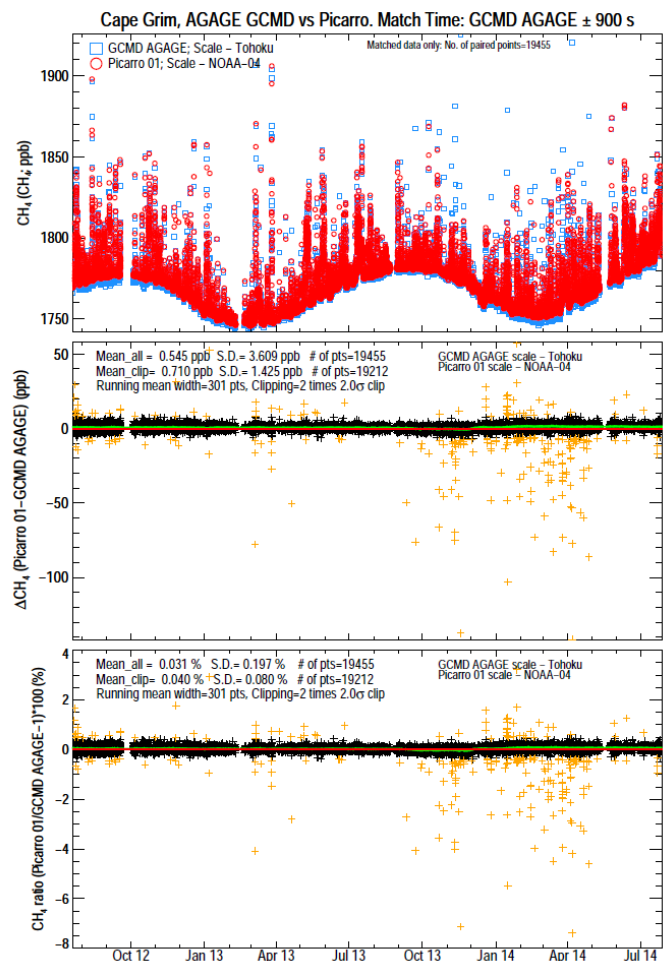 Cape Grim, AGAGE GCMD vs Picarro. Match Time: GCMD AGAGE ± 900 s
GCMD AGAGE; Scale – Tohoku
Picarro 01; Scale – NOAA–04
Matched data only: No. of paired points=19455
CH₄ (CH₄; ppb)
1900
1850
1800
1750
Mean_all = 0.545 ppb S.D.= 3.609 ppb # of pts=19455
Mean_clip= 0.710 ppb S.D.= 1.425 ppb # of pts=19212
Running mean width=301 pts, Clipping=2 times 2.0σ clip
GCMD AGAGE scale – Tohoku
Picarro 01 scale – NOAA–04
ΔCH₄ (Picarro 01–GCMD AGAGE) (ppb)
50
0
–50
–100
Mean_all = 0.031 % S.D.= 0.197 % # of pts=19455
Mean_clip= 0.040 % S.D.= 0.080 % # of pts=19212
Running mean width=301 pts, Clipping=2 times 2.0σ clip
GCMD AGAGE scale – Tohoku
Picarro 01 scale – NOAA–04
CH₄ ratio (Picarro 01/GCMD AGAGE–1)*100 (%)
4
2
0
–2
–4
–6
–8
Oct 12 Jan 13 Apr 13 Jul 13 Oct 13 Jan 14 Apr 14 Jul 14